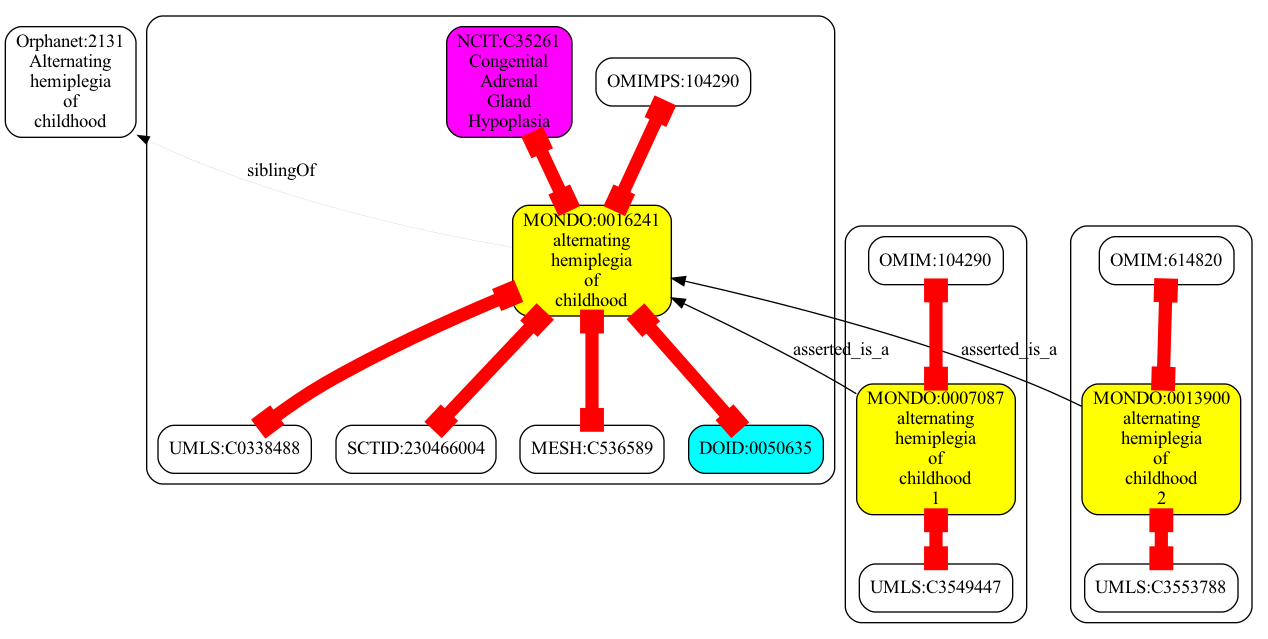 Orphanet:2131
Alternating
hemiplegia
of
childhood
NCIT:C35261
Congenital
Adrenal
Gland
Hypoplasia
OMIMPS:104290
siblingOf
MONDO:0016241
alternating
hemiplegia
of
childhood
OMIM:104290
OMIM:614820
asserted_is_a
asserted_is_a
UMLS:C0338488
SCTID:230466004
MESH:C536589
DOID:0050635
MONDO:0007087
alternating
hemiplegia
of
childhood
1
MONDO:0013900
alternating
hemiplegia
of
childhood
2
UMLS:C3549447
UMLS:C3553788